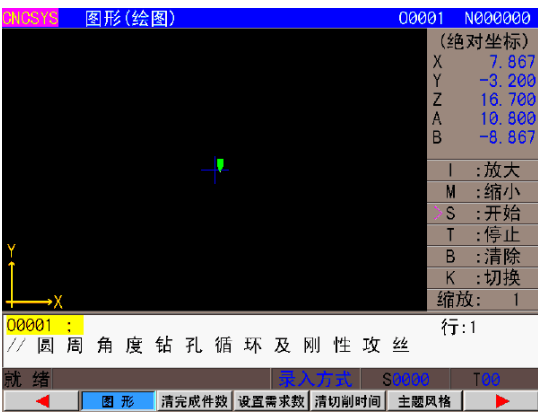 CNCSYS 图形(绘图) O0001 N000000
(绝对坐标)
X 7.867
Y -3.200
Z 16.700
A 10.800
B -8.867
I :放大
M :缩小
>S :开始
T :停止
B :清除
K :切换
缩放: 1
Y
X
O0001 ; 行:1
// 圆 周 角 度 钻 孔 循 环 及 刚 性 攻 丝
就 绪 录入方式 S0000 T00
图 形 清完成件数 设置需求数 清切削时间 主题风格